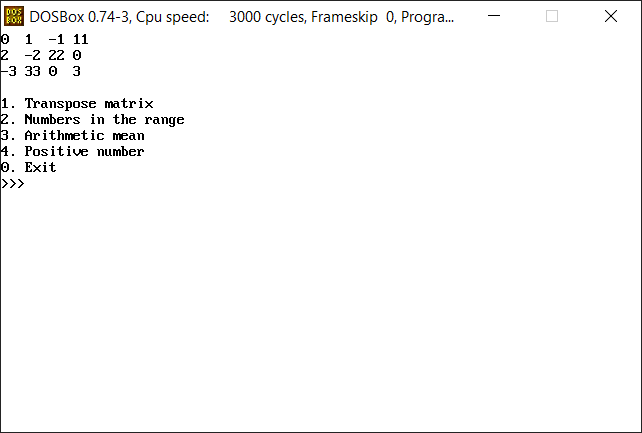 DOS
BOX
DOSBox 0.74-3, Cpu speed:    3000 cycles, Frameskip  0, Progra...
0  1  -1 11
2  -2 22 0
-3 33 0  3
1. Transpose matrix
2. Numbers in the range
3. Arithmetic mean
4. Positive number
0. Exit
>>>